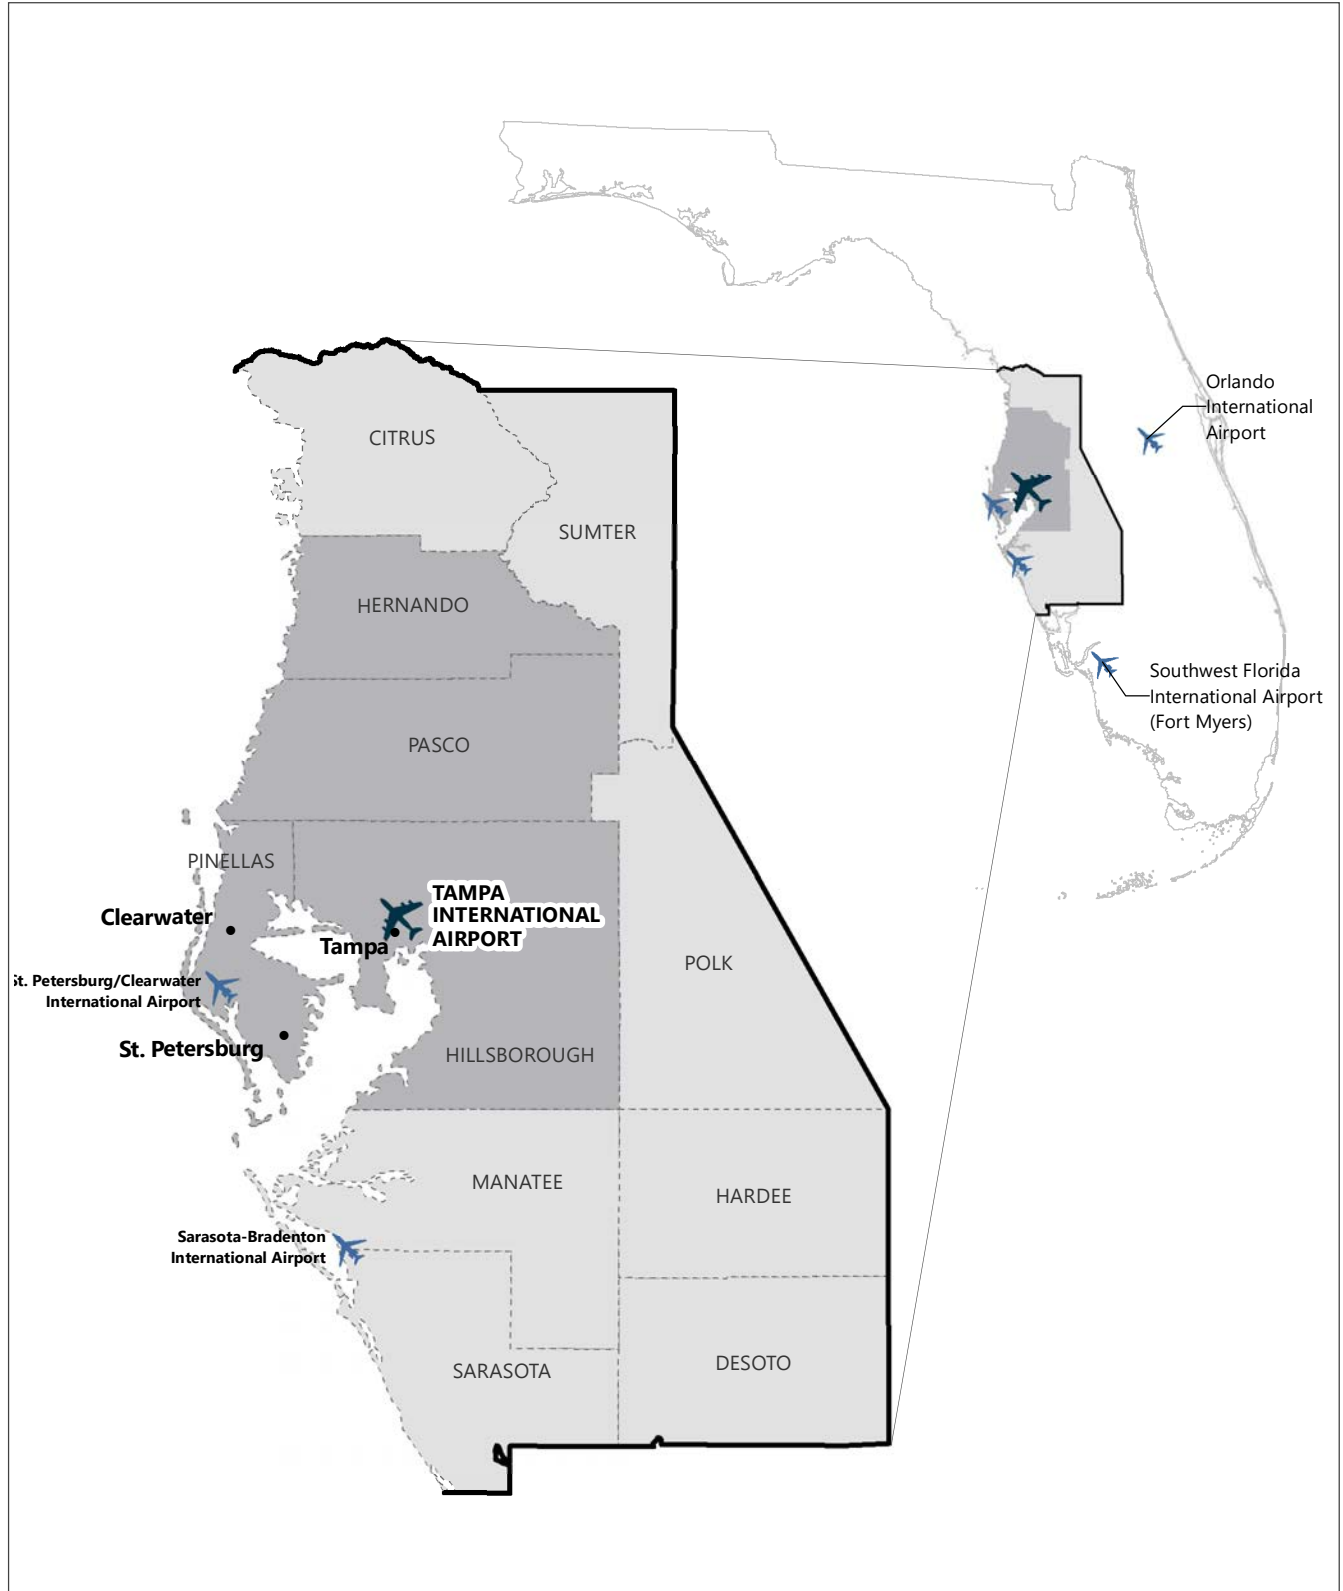 Orlando
International
Airport
CITRUS
SUMTER
HERNANDO
Southwest Florida
International Airport
(Fort Myers)
PASCO
PINELLAS
TAMPA
INTERNATIONAL
AIRPORT
Clearwater
Tampa
POLK
St. Petersburg/Clearwater
International Airport
St. Petersburg
HILLSBOROUGH
MANATEE
HARDEE
Sarasota-Bradenton
International Airport
SARASOTA
DESOTO